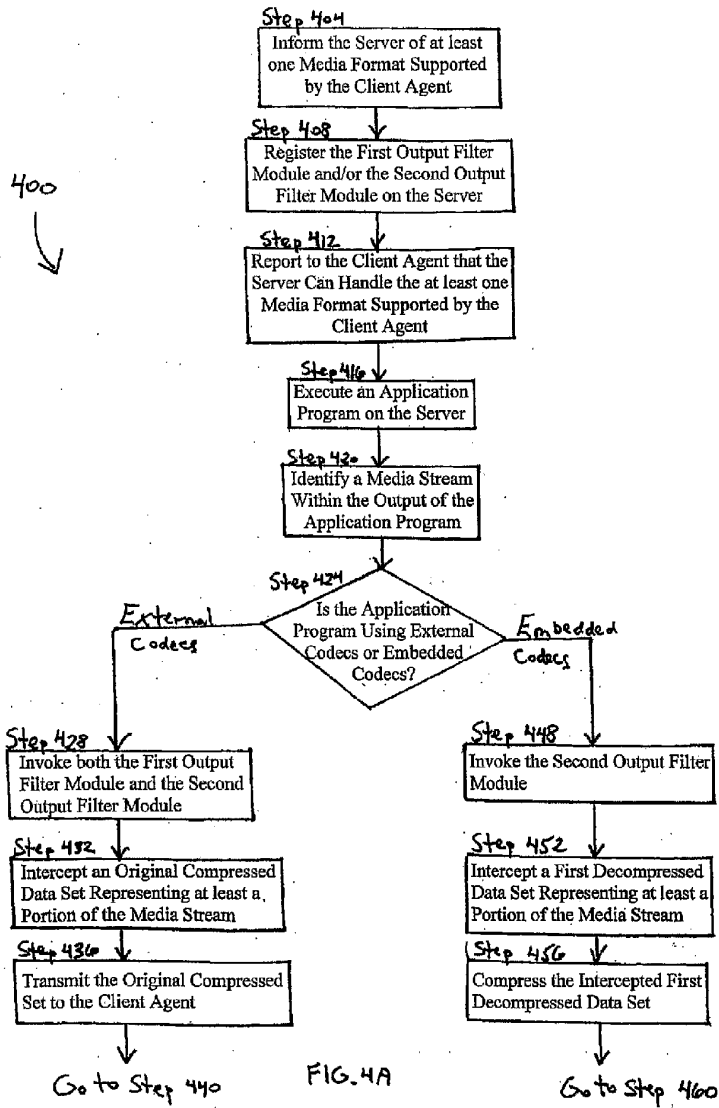 Step 404
Inform the Server of at least
one Media Format Supported
by the Client Agent
Step 408
Register the First Output Filter
Module and/or the Second Output
Filter Module on the Server
400
Step 412
Report to the Client Agent that the
Server Can Handle the at least one
Media Format Supported by the
Client Agent
Step 416
Execute an Application
Program on the Server
Step 420
Identify a Media Stream
Within the Output of the
Application Program
Step 424
Is the Application
Program Using External
Codecs or Embedded
Codecs?
External
Codecs
Embedded
Codecs
Step 428
Invoke both the First Output
Filter Module and the Second
Output Filter Module
Step 432
Intercept an Original Compressed
Data Set Representing at least a
Portion of the Media Stream
Step 436
Transmit the Original Compressed
Set to the Client Agent
Go to Step 440
Step 448
Invoke the Second Output Filter
Module
Step 452
Intercept a First Decompressed
Data Set Representing at least a
Portion of the Media Stream
Step 456
Compress the Intercepted First
Decompressed Data Set
Go to Step 460
FIG. 4A